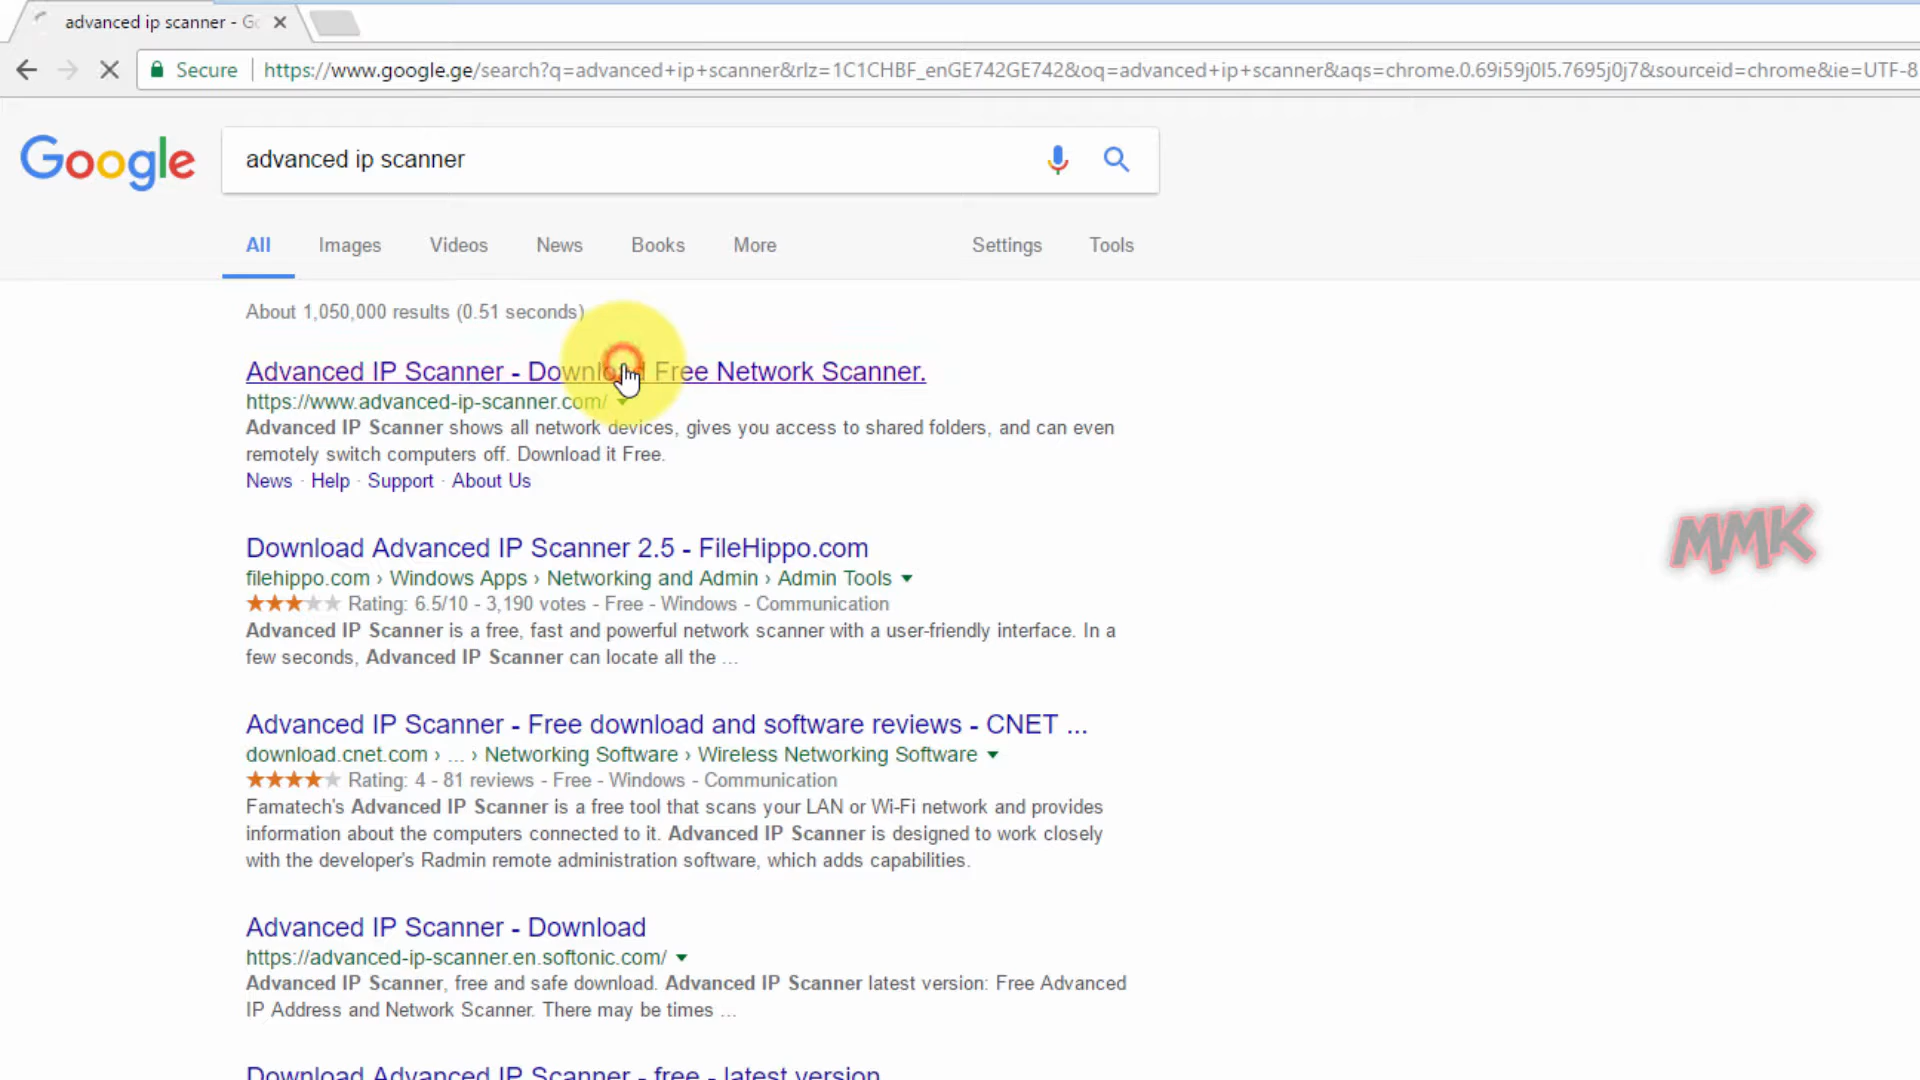 advanced ip scanner - Go
Secure https://www.google.ge/search?q=advanced+ip+scanner&rlz=1C1CHBF_enGE742GE742&oq=advanced+ip+scanner&aqs=chrome.0.69i59j0l5.7695j0j7&sourceid=chrome&ie=UTF-8
Google advanced ip scanner
All Images Videos News Books More Settings Tools
About 1,050,000 results (0.51 seconds)
Advanced IP Scanner - Download Free Network Scanner.
https://www.advanced-ip-scanner.com/
Advanced IP Scanner shows all network devices, gives you access to shared folders, and can even
remotely switch computers off. Download it Free.
News · Help · Support · About Us
MMK
Download Advanced IP Scanner 2.5 - FileHippo.com
filehippo.com › Windows Apps › Networking and Admin › Admin Tools
Rating: 6.5/10 - 3,190 votes - Free - Windows - Communication
Advanced IP Scanner is a free, fast and powerful network scanner with a user-friendly interface. In a
few seconds, Advanced IP Scanner can locate all the ...
Advanced IP Scanner - Free download and software reviews - CNET ...
download.cnet.com › ... › Networking Software › Wireless Networking Software
Rating: 4 - 81 reviews - Free - Windows - Communication
Famatech's Advanced IP Scanner is a free tool that scans your LAN or Wi-Fi network and provides
information about the computers connected to it. Advanced IP Scanner is designed to work closely
with the developer's Radmin remote administration software, which adds capabilities.
Advanced IP Scanner - Download
https://advanced-ip-scanner.en.softonic.com/
Advanced IP Scanner, free and safe download. Advanced IP Scanner latest version: Free Advanced
IP Address and Network Scanner. There may be times ...
Download Advanced IP Scanner - free - latest version